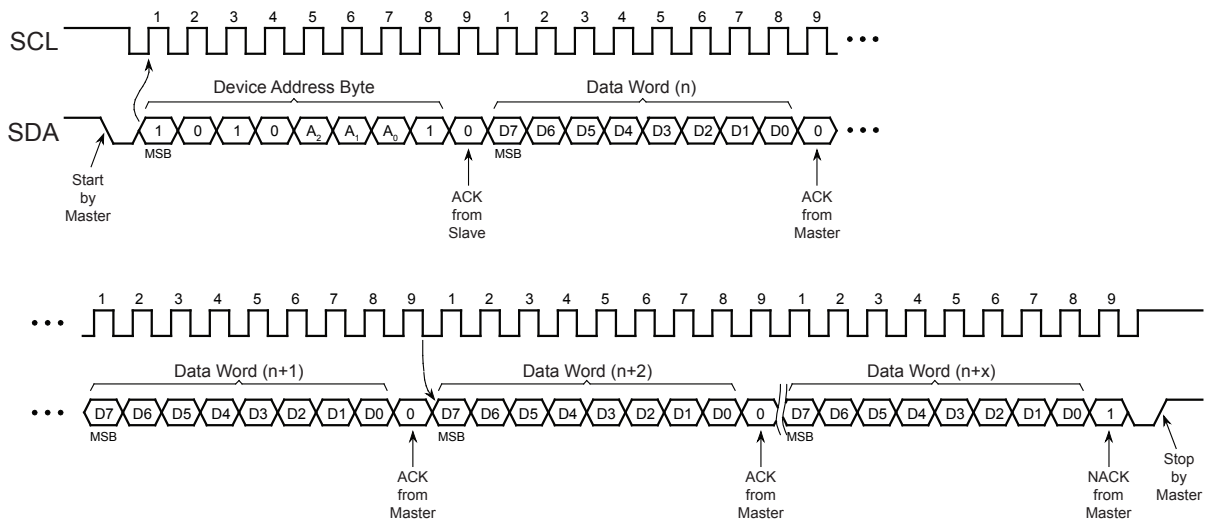 1 2 3 4 5 6 7 8 9 1 2 3 4 5 6 7 8 9
SCL
Device Address Byte Data Word (n)
SDA 1 0 1 0 A2 A1 A0 1 0 D7 D6 D5 D4 D3 D2 D1 D0 0
MSB MSB
Start
by
Master
ACK
from
Slave
ACK
from
Master
1 2 3 4 5 6 7 8 9 1 2 3 4 5 6 7 8 9 1 2 3 4 5 6 7 8 9
Data Word (n+1) Data Word (n+2) Data Word (n+x)
D7 D6 D5 D4 D3 D2 D1 D0 0 D7 D6 D5 D4 D3 D2 D1 D0 0 D7 D6 D5 D4 D3 D2 D1 D0 1
MSB MSB MSB
ACK
from
Master
ACK
from
Master
NACK
from
Master
Stop
by
Master